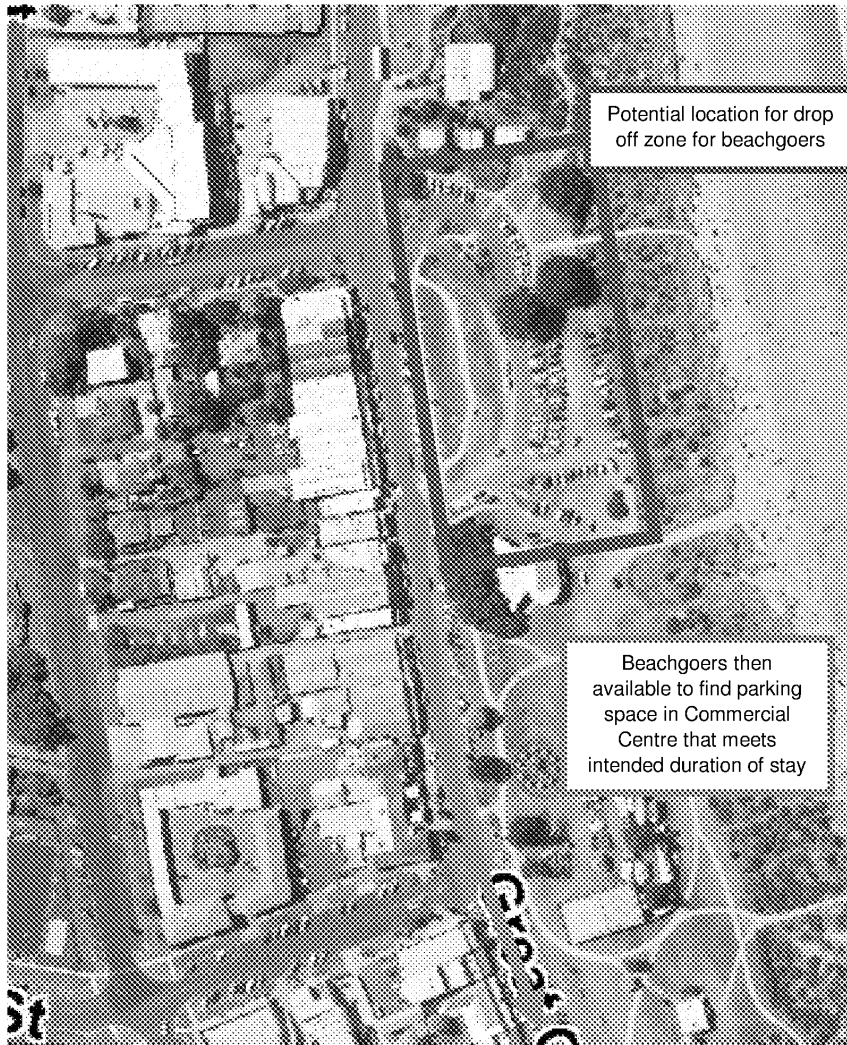 Potential location for drop
off zone for beachgoers
Beachgoers then
available to find parking
space in Commercial
Centre that meets
intended duration of stay
St